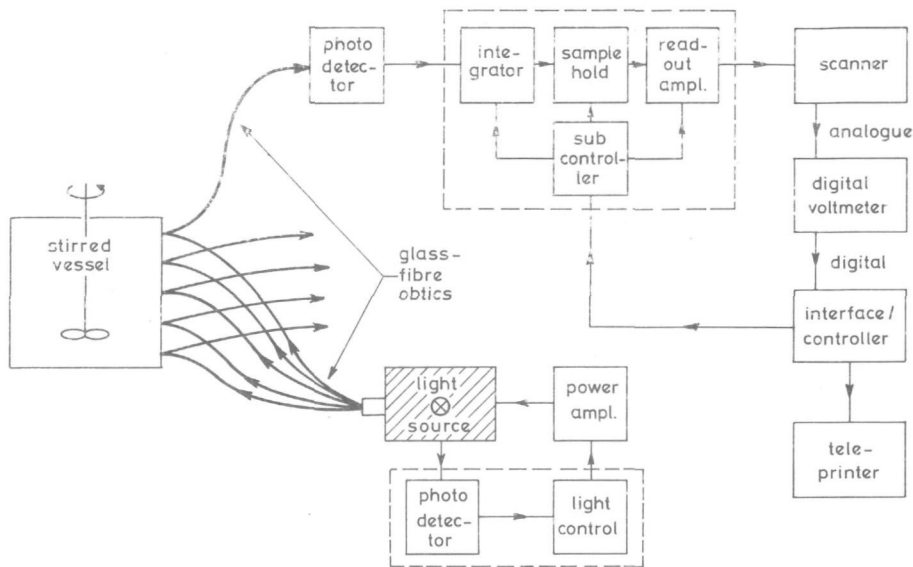 photo
detec-
tor
inte-
grator
sample
hold
read-
out
ampl.
scanner
sub
control-
ler
analogue
digital
voltmeter
stirred
vessel
glass-
fibre
obtics
digital
interface/
controller
light
source
power
ampl.
tele-
printer
photo
detec-
tor
light
control